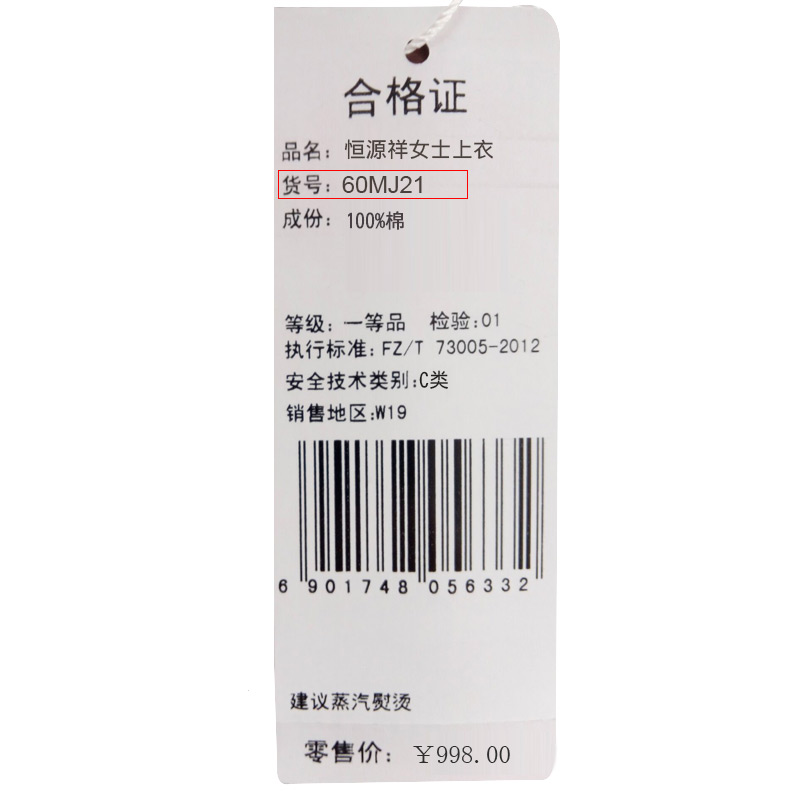 合格证
品名：恒源祥女士上衣
货号：60MJ21
成份：100%棉
等级：一等品 检验:01
执行标准:FZ/T 73005-2012
安全技术类别:C类
销售地区:W19
6 901748 056332
建议蒸汽熨烫
零售价：￥998.00